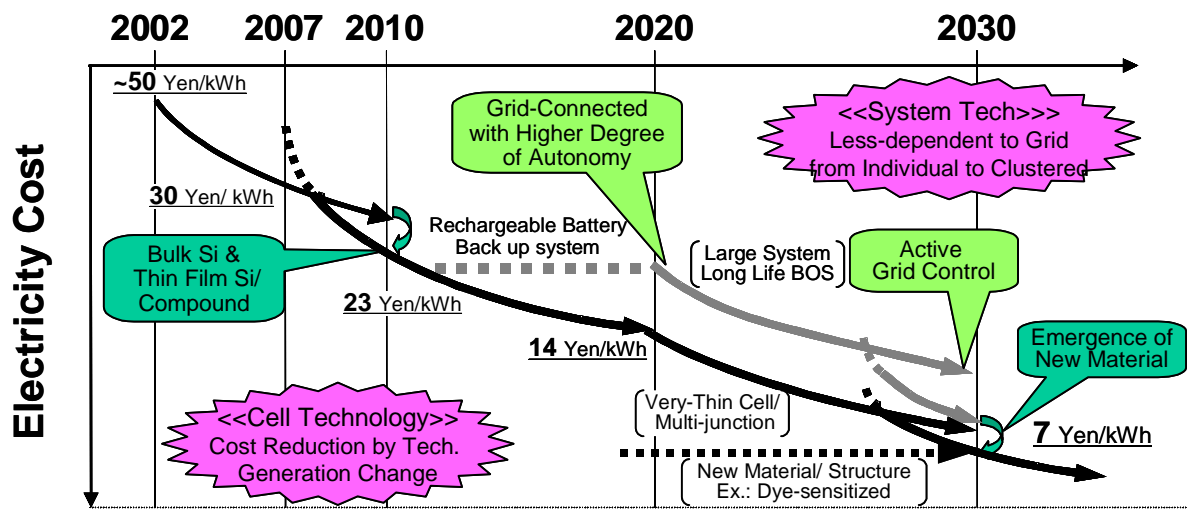 2002 2007 2010 2020 2030
Electricity Cost
~50 Yen/kWh
Grid-Connected
with Higher Degree
of Autonomy
<<System Tech>>>
Less-dependent to Grid
from Individual to Clustered
30 Yen/ kWh
Rechargeable Battery
Back up system
Bulk Si &
Thin Film Si/
Compound
Large System
Long Life BOS
Active
Grid Control
23 Yen/kWh
14 Yen/kWh
Emergence of
New Material
<<Cell Technology>>
Cost Reduction by Tech.
Generation Change
Very-Thin Cell/
Multi-junction
7 Yen/kWh
New Material/ Structure
Ex.: Dye-sensitized